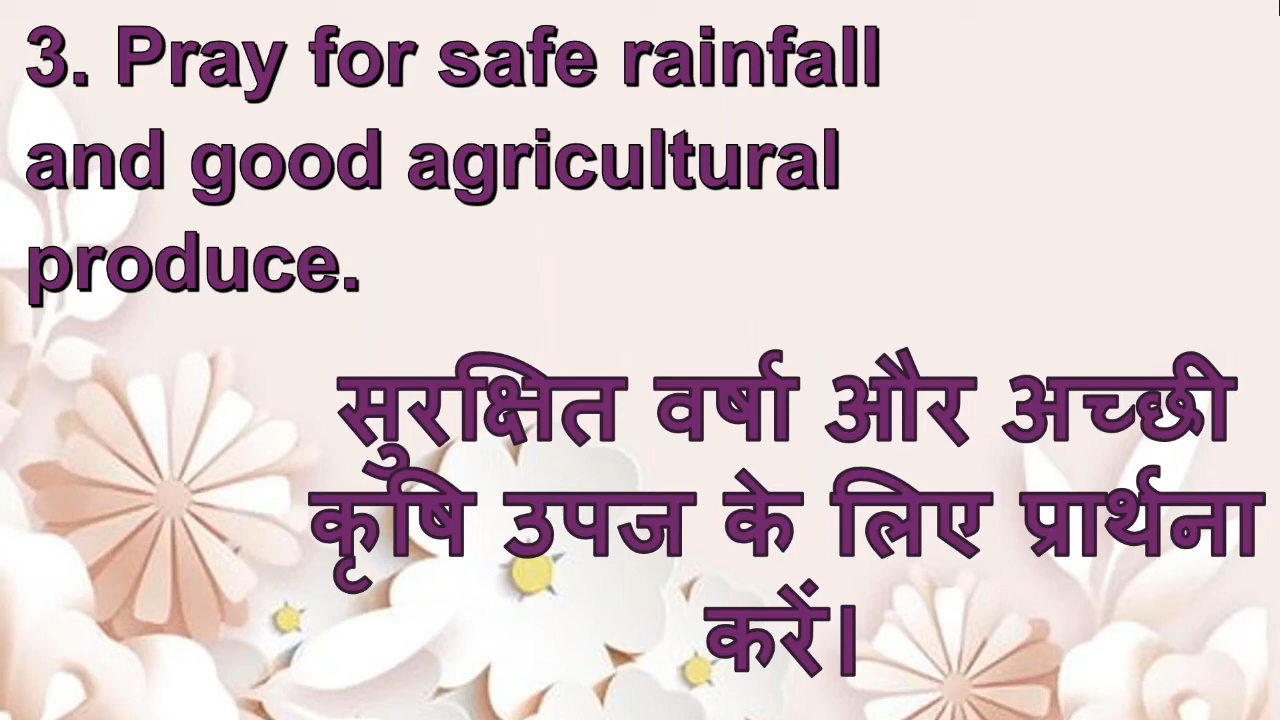 3. Pray for safe rainfall
and good agricultural
produce.
सुरक्षित वर्षा और अच्छी
कृषि उपज के लिए प्रार्थना
करें।